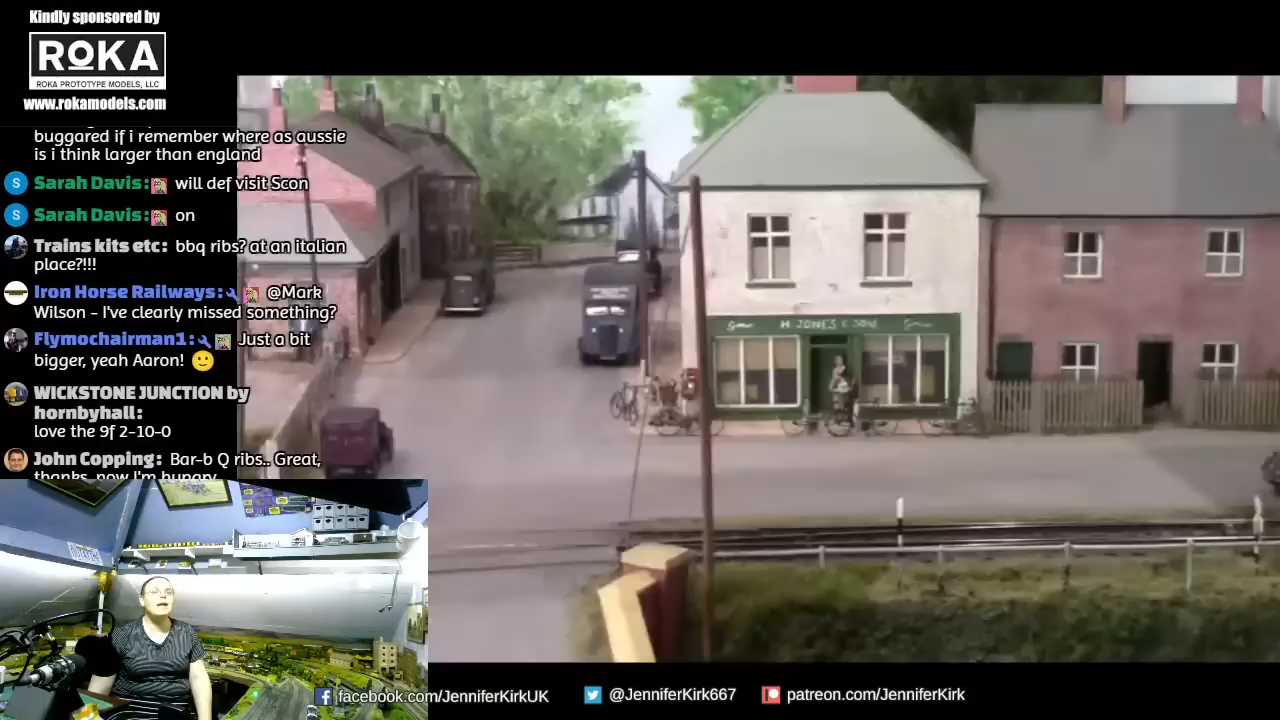 Kindly sponsored by
ROKA
ROKA PROTOTYPE MODELS, LLC
www.rokamodels.com
buggared if i remember where as aussie
is i think larger than england
Sarah Davis: will def visit Scon
Sarah Davis: on
Trains kits etc: bbq ribs? at an italian
place?!!!
Iron Horse Railways: @Mark
Wilson - I've clearly missed something?
Flymochairman1: Just a bit
bigger, yeah Aaron! 🙂
WICKSTONE JUNCTION by
hornbyhall:
love the 9f 2-10-0
John Copping: Bar-b Q ribs.. Great,
thanks, now I'm hungry
H. JONES & SON
facebook.com/JenniferKirkUK
@JenniferKirk667
patreon.com/JenniferKirk